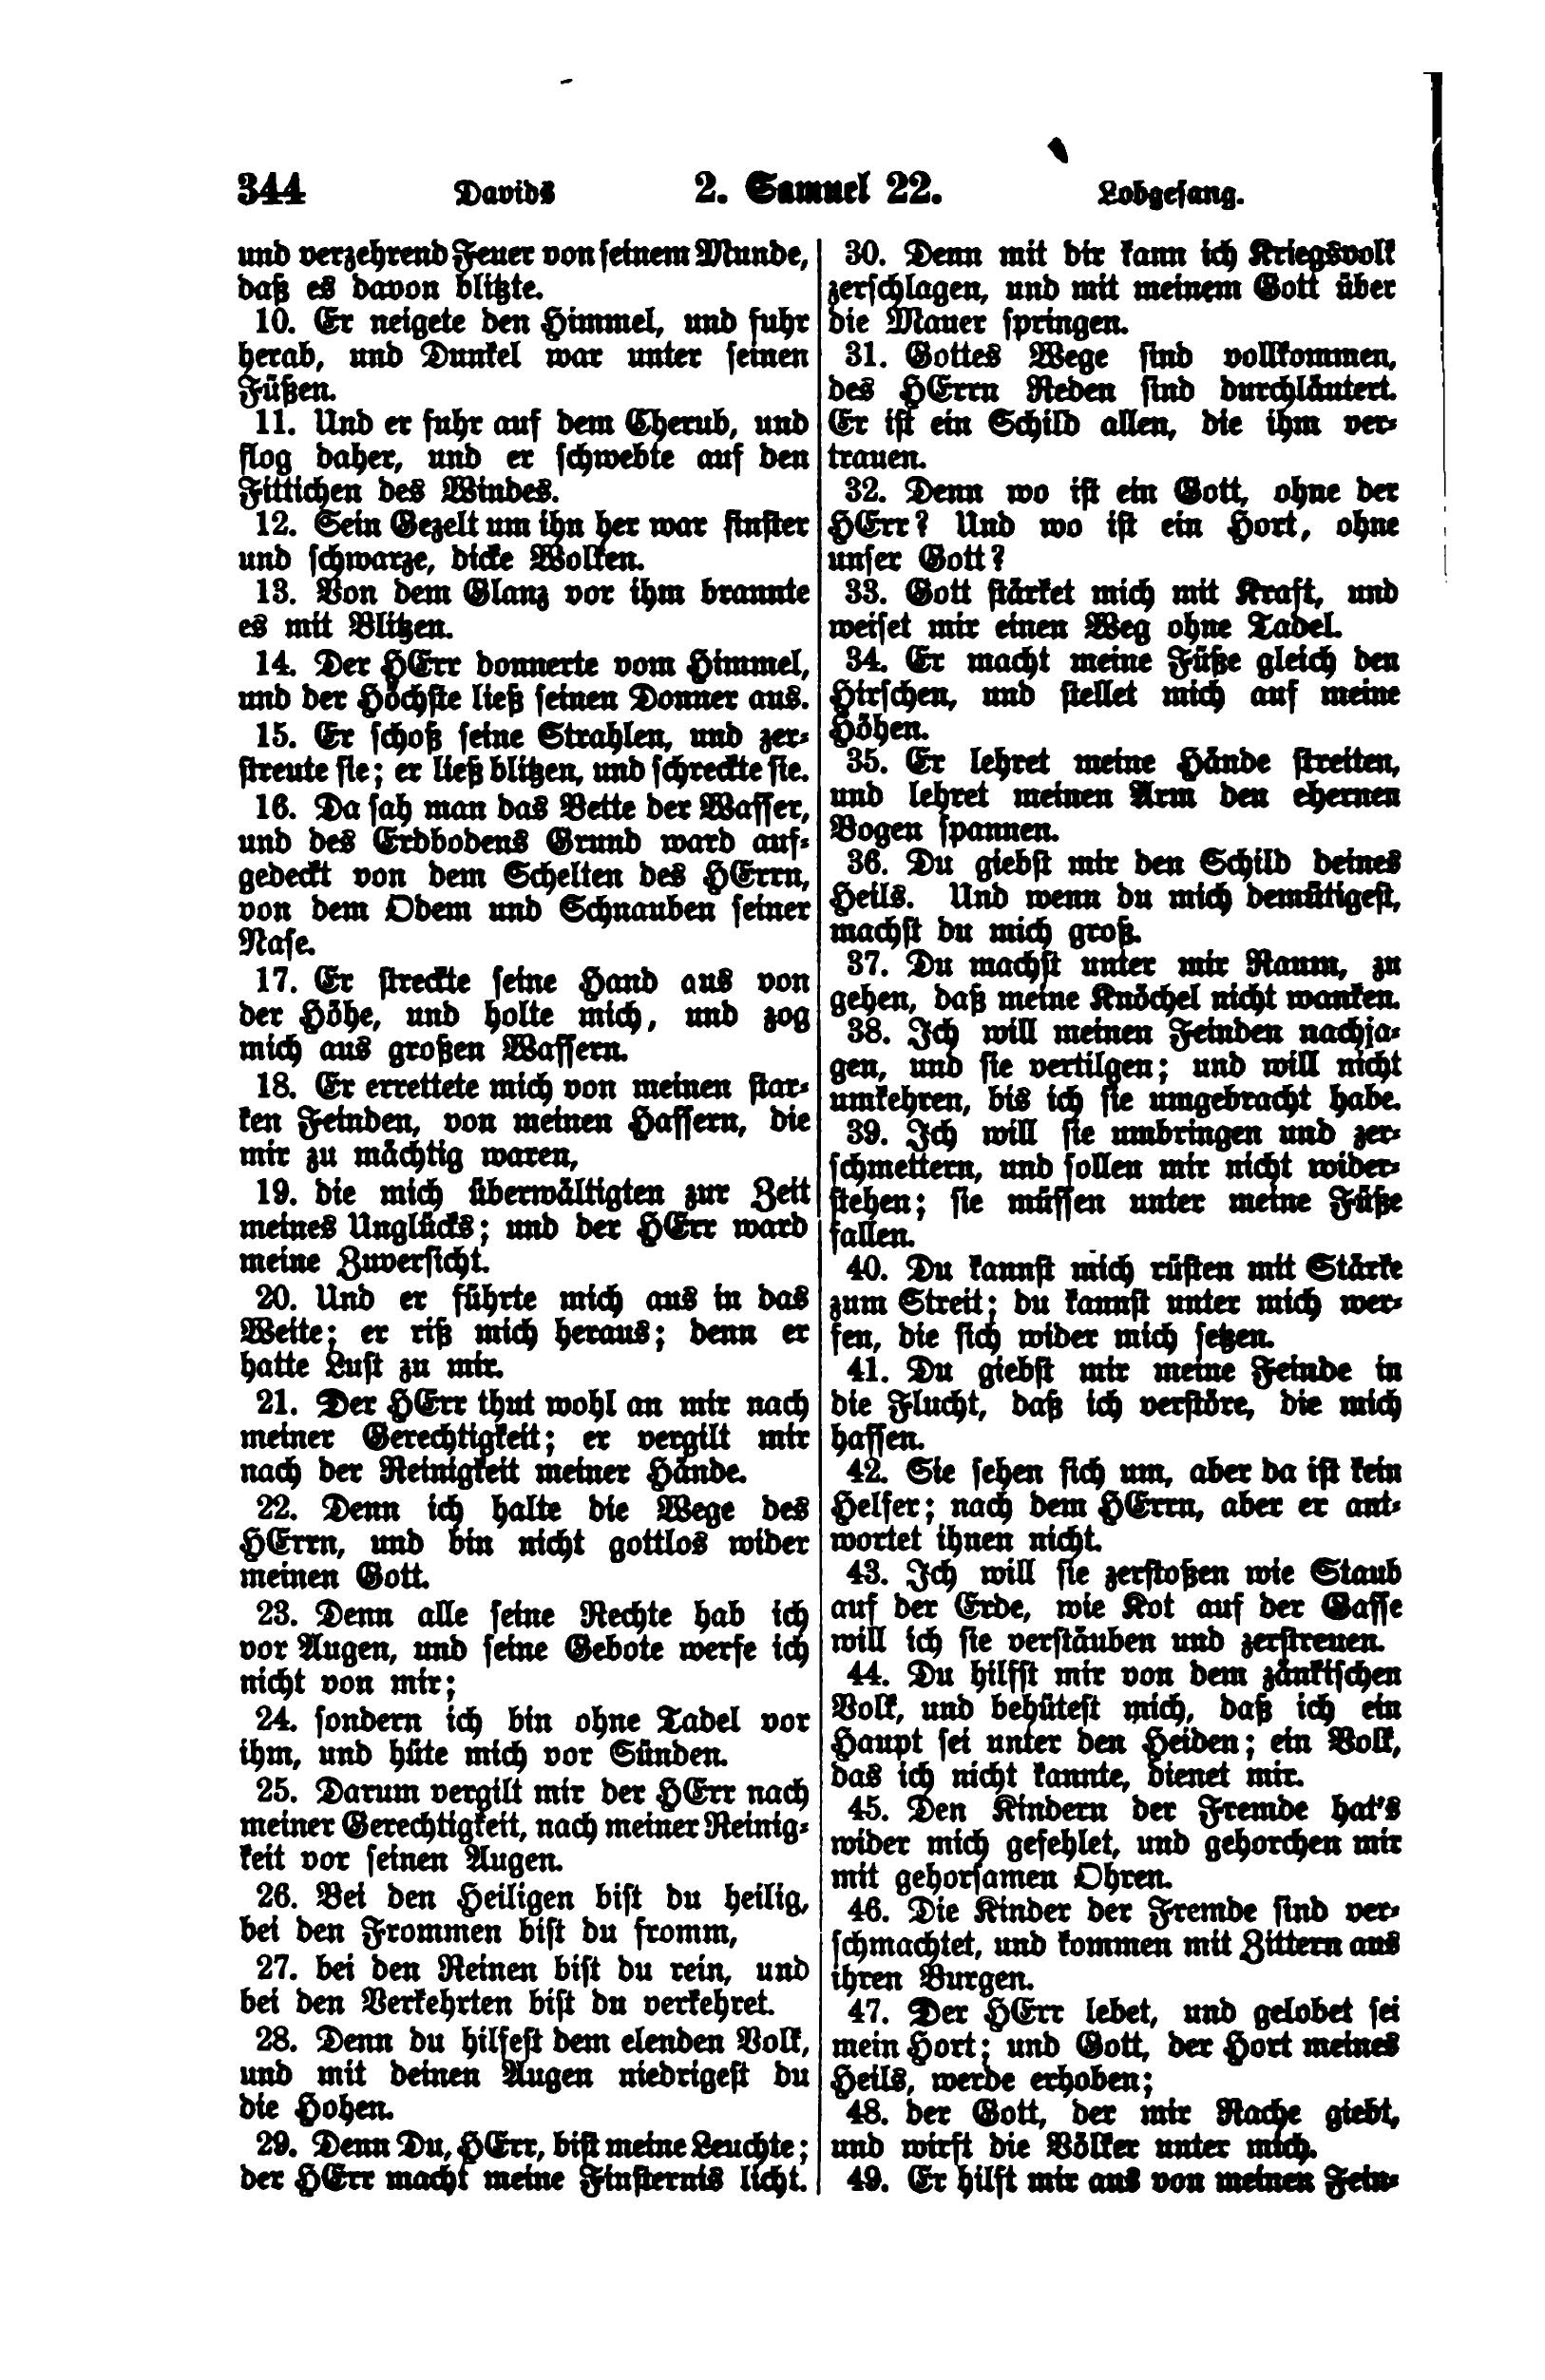 344 Davids 2. Samuel 22. Lobgesang.
und verzehrend Feuer von seinem Munde,
daß es davon blitzte.
10. Er neigete den Himmel, und fuhr
herab, und Dunkel war unter seinen
Füßen.
11. Und er fuhr auf dem Cherub, und
flog daher, und er schwebte auf den
Fittichen des Windes.
12. Sein Gezelt um ihn her war finster
und schwarze, dicke Wolken.
13. Von dem Glanz vor ihm brannte
es mit Blitzen.
14. Der HErr donnerte vom Himmel,
und der Höchste ließ seinen Donner aus.
15. Er schoß seine Strahlen, und zer-
streute sie; er ließ blitzen, und schreckte sie.
16. Da sah man das Bette der Wasser,
und des Erdbodens Grund ward auf-
gedeckt von dem Schelten des HErrn,
von dem Odem und Schnauben seiner
Nase.
17. Er streckte seine Hand aus von
der Höhe, und holte mich, und zog
mich aus großen Wassern.
18. Er errettete mich von meinen star-
ken Feinden, von meinen Hassern, die
mir zu mächtig waren,
19. die mich überwältigten zur Zeit
meines Unglücks; und der HErr ward
meine Zuversicht.
20. Und er führte mich aus in das
Weite; er riß mich heraus; denn er
hatte Lust zu mir.
21. Der HErr thut wohl an mir nach
meiner Gerechtigkeit; er vergilt mir
nach der Reinigkeit meiner Hände.
22. Denn ich halte die Wege des
HErrn, und bin nicht gottlos wider
meinen Gott.
23. Denn alle seine Rechte hab ich
vor Augen, und seine Gebote werfe ich
nicht von mir;
24. sondern ich bin ohne Tadel vor
ihm, und hüte mich vor Sünden.
25. Darum vergilt mir der HErr nach
meiner Gerechtigkeit, nach meiner Reinig-
keit vor seinen Augen.
26. Bei den Heiligen bist du heilig,
bei den Frommen bist du fromm,
27. bei den Reinen bist du rein, und
bei den Verkehrten bist du verkehret.
28. Denn du hilfest dem elenden Volk,
und mit deinen Augen niedrigest du
die Hohen.
29. Denn Du, HErr, bist meine Leuchte;
der HErr macht meine Finsternis licht.
30. Denn mit dir kann ich Kriegsvolk
zerschlagen, und mit meinem Gott über
die Mauer springen.
31. Gottes Wege sind vollkommen,
des HErrn Reden sind durchläutert.
Er ist ein Schild allen, die ihm ver-
trauen.
32. Denn wo ist ein Gott, ohne der
HErr? Und wo ist ein Hort, ohne
unser Gott?
33. Gott stärket mich mit Kraft, und
weiset mir einen Weg ohne Tadel.
34. Er macht meine Füße gleich den
Hirschen, und stellet mich auf meine
Höhen.
35. Er lehret meine Hände streiten,
und lehret meinen Arm den ehernen
Bogen spannen.
36. Du giebst mir den Schild deines
Heils. Und wenn du mich demütigest,
machst du mich groß.
37. Du machst unter mir Raum, zu
gehen, daß meine Knöchel nicht wanken.
38. Ich will meinen Feinden nachja-
gen, und sie vertilgen; und will nicht
umkehren, bis ich sie umgebracht habe.
39. Ich will sie umbringen und zer-
schmettern, und sollen mir nicht wider-
stehen; sie müssen unter meine Füße
fallen.
40. Du kannst mich rüsten mit Stärke
zum Streit; du kannst unter mich wer-
fen, die sich wider mich setzen.
41. Du giebst mir meine Feinde in
die Flucht, daß ich verstöre, die mich
hassen.
42. Sie sehen sich um, aber da ist kein
Helfer; nach dem HErrn, aber er ant-
wortet ihnen nicht.
43. Ich will sie zerstoßen wie Staub
auf der Erde, wie Kot auf der Gasse
will ich sie verstäuben und zerstreuen.
44. Du hilfst mir von dem zänkischen
Volk, und behütest mich, daß ich ein
Haupt sei unter den Heiden; ein Volk,
das ich nicht kannte, dienet mir.
45. Den Kindern der Fremde hat's
wider mich gefehlet, und gehorchen mir
mit gehorsamen Ohren.
46. Die Kinder der Fremde sind ver-
schmachtet, und kommen mit Zittern aus
ihren Burgen.
47. Der HErr lebet, und gelobet sei
mein Hort; und Gott, der Hort meines
Heils, werde erhoben;
48. der Gott, der mir Rache giebt,
und wirft die Völker unter mich.
49. Er hilft mir aus von meinen Fein-